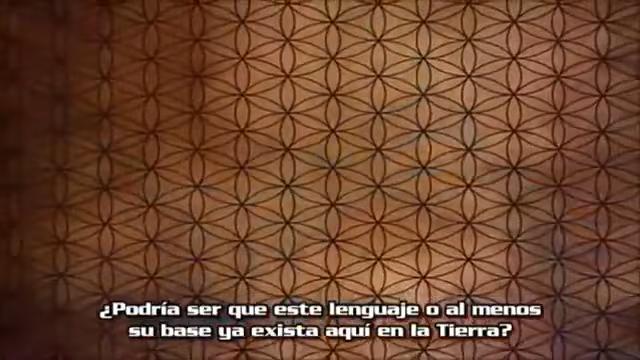 ¿Podría ser que este lenguaje o al menos
su base ya exista aquí en la Tierra?